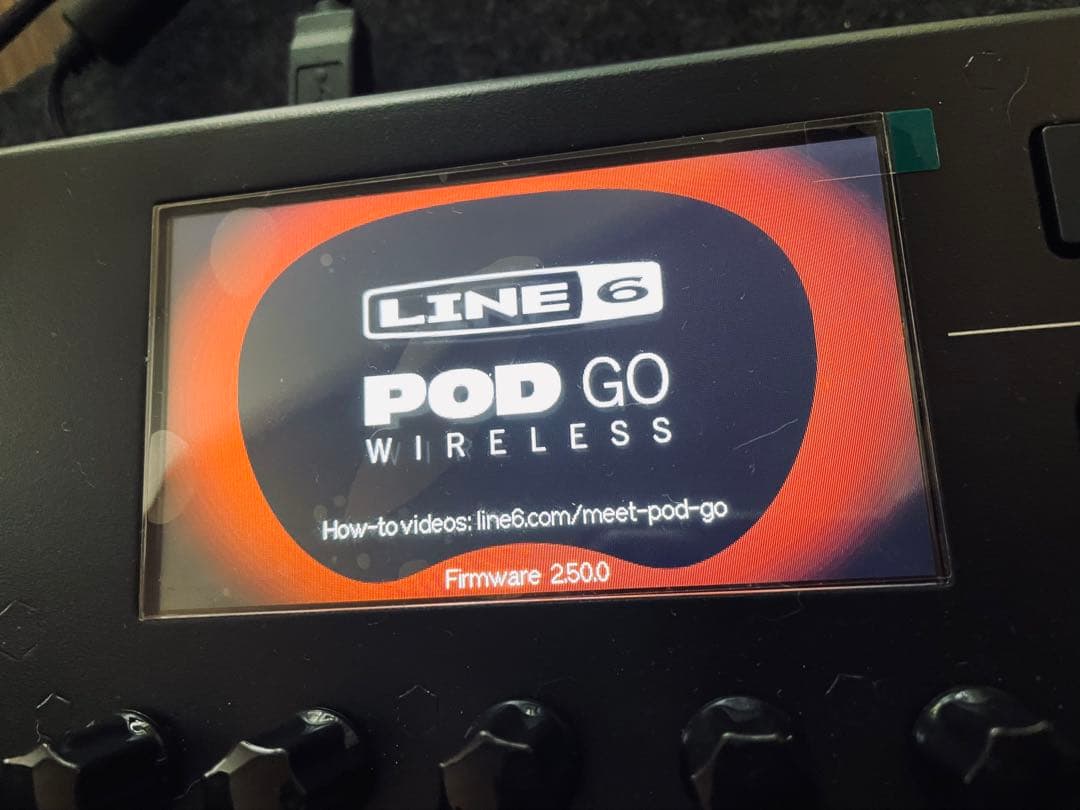 LINE 6
POD GO
WIRELESS
How-to videos: line6.com/meet-pod-go
Firmware 2.50.0